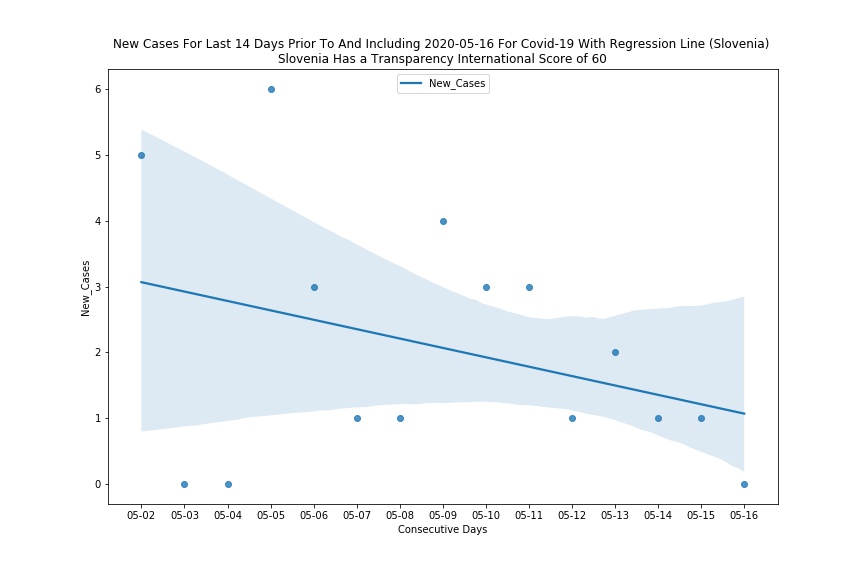 New Cases For Last 14 Days Prior To And Including 2020-05-16 For Covid-19 With Regression Line (Slovenia)
Slovenia Has a Transparency International Score of 60
New_Cases
6
5
4
3
2
1
0
New_Cases
05-02 05-03 05-04 05-05 05-06 05-07 05-08 05-09 05-10 05-11 05-12 05-13 05-14 05-15 05-16
Consecutive Days